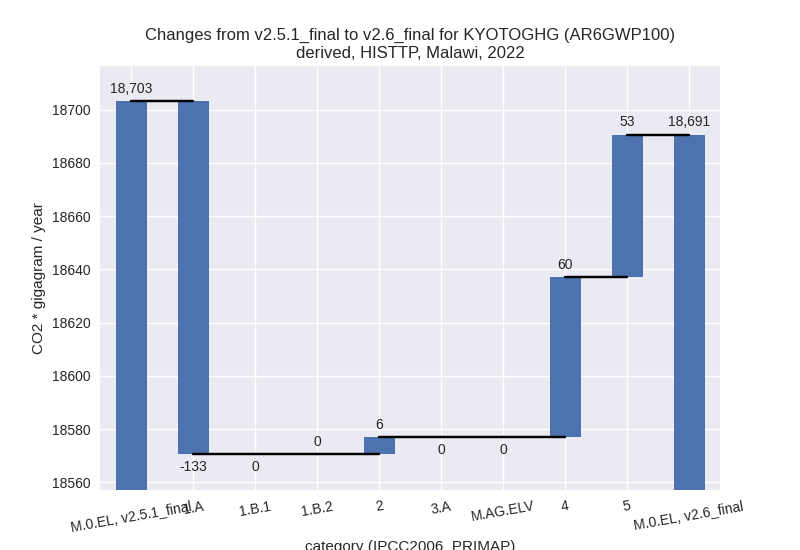 Changes from v2.5.1_final to v2.6_final for KYOTOGHG (AR6GWP100)
derived, HISTTP, Malawi, 2022
CO2 * gigagram / year
18700
18680
18660
18640
18620
18600
18580
18560
18,703
-133
0
0
6
0
0
60
53
18,691
M.0.EL, v2.5.1_final
1.A
1.B.1
1.B.2
2
3.A
M.AG.ELV
4
5
M.0.EL, v2.6_final
category (IPCC2006_PRIMAP)